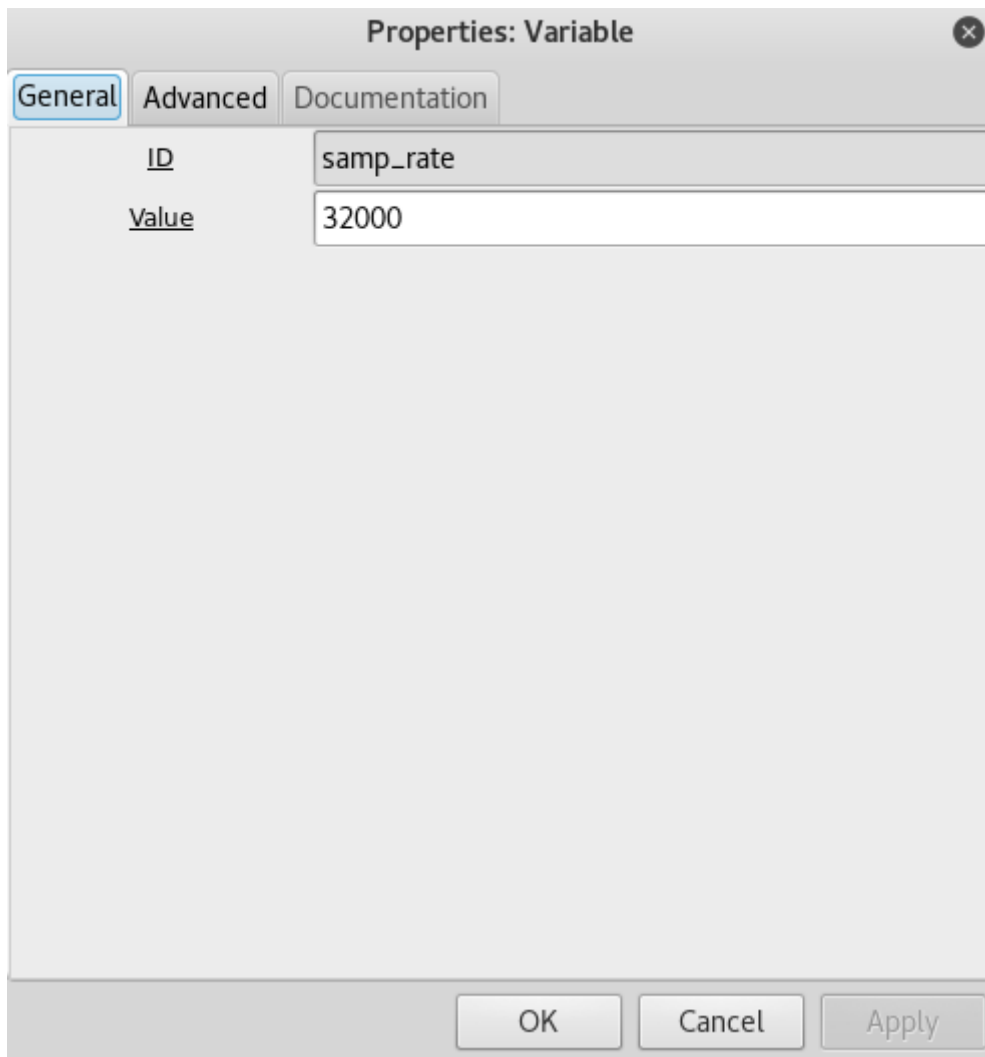 Properties: Variable
General Advanced Documentation
ID samp_rate
Value 32000
OK Cancel Apply